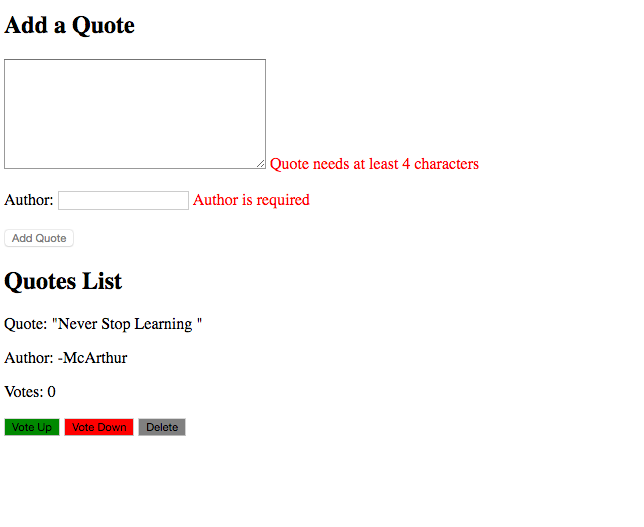 Add a Quote
Quote needs at least 4 characters
Author: Author is required
Add Quote
Quotes List
Quote: "Never Stop Learning "
Author: -McArthur
Votes: 0
Vote Up Vote Down Delete